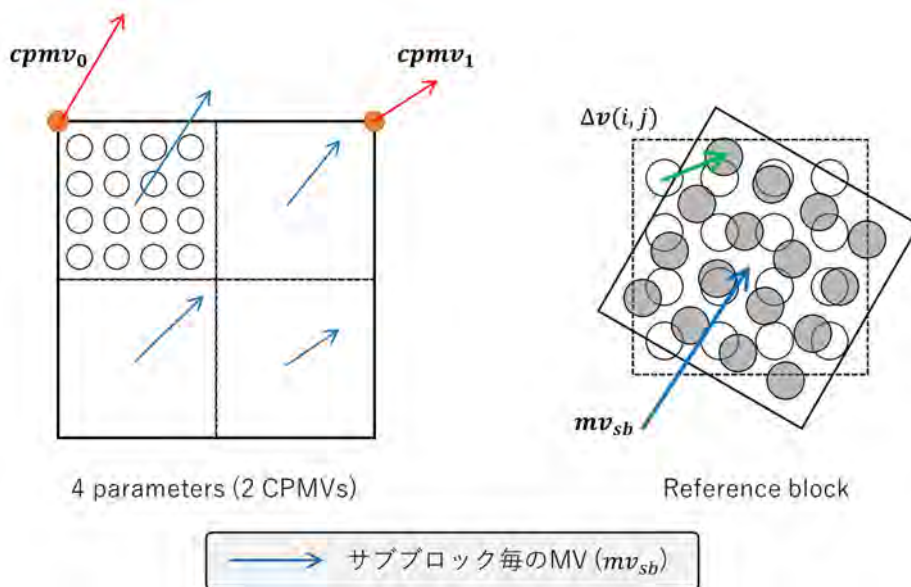 cpmv₀
cpmv₁
Δv(i, j)
mv_sb
4 parameters (2 CPMVs)
Reference block
サブブロック毎のMV (mv_sb)